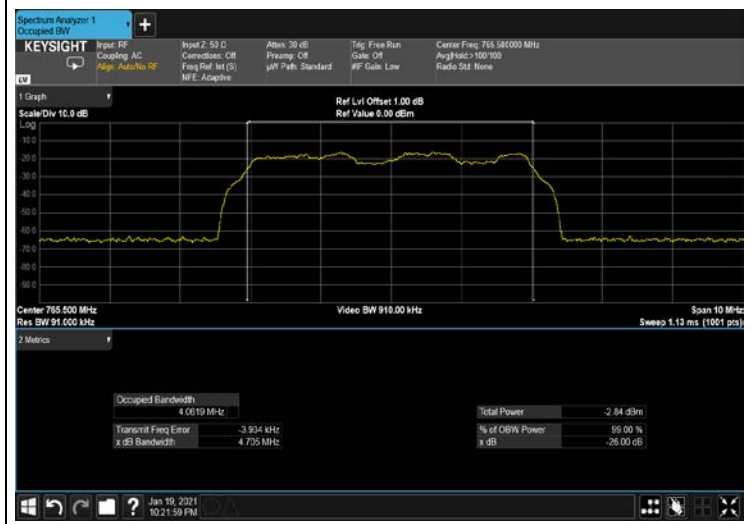 Spectrum Analyzer 1
Occupied BW
+
KEYSIGHT
LV
Input: RF
Coupling: AC
Align: Auto/No RF
Input Z: 50 Ω
Corrections: Off
Freq Ref: Int (S)
NFE: Adaptive
Atten: 30 dB
Preamp: Off
µW Path: Standard
Trig: Free Run
Gate: Off
#IF Gain: Low
Center Freq: 765.500000 MHz
Avg|Hold:>100/100
Radio Std: None
1 Graph
Scale/Div 10.0 dB
Ref Lvl Offset 1.00 dB
Ref Value 0.00 dBm
Log
-10.0
-20.0
-30.0
-40.0
-50.0
-60.0
-70.0
-80.0
-90.0
Center 765.500 MHz
Res BW 91.000 kHz
Video BW 910.00 kHz
Span 10 MHz
Sweep 1.13 ms (1001 pts)
2 Metrics
Occupied Bandwidth
4.0619 MHz
Transmit Freq Error -3.934 kHz
x dB Bandwidth 4.705 MHz
Total Power -2.84 dBm
% of OBW Power 99.00 %
x dB -26.00 dB
?
Jan 19, 2021
10:21:59 PM